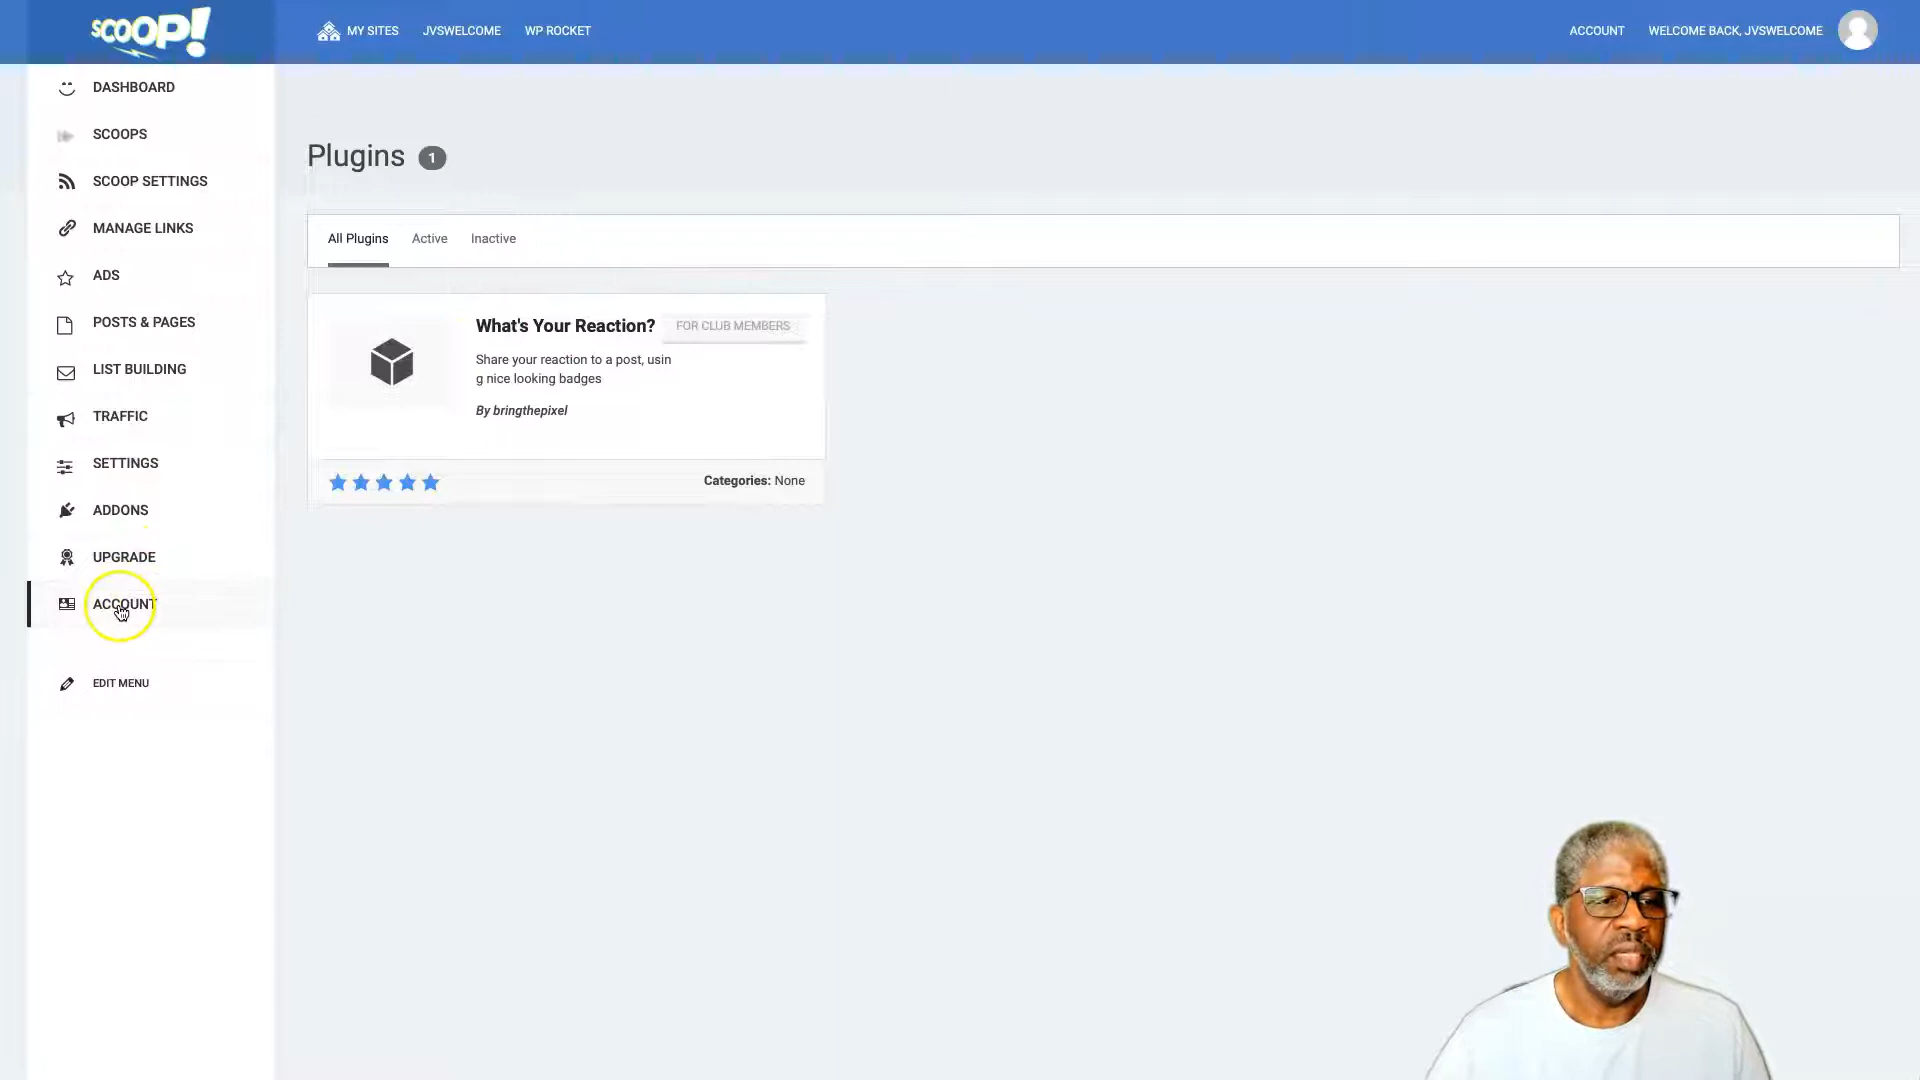 SCOOP!
MY SITES JVSWELCOME WP ROCKET ACCOUNT WELCOME BACK, JVSWELCOME
DASHBOARD
SCOOPS
SCOOP SETTINGS
MANAGE LINKS
ADS
POSTS & PAGES
LIST BUILDING
TRAFFIC
SETTINGS
ADDONS
UPGRADE
ACCOUNT
EDIT MENU
Plugins 1
All Plugins Active Inactive
What's Your Reaction? FOR CLUB MEMBERS
Share your reaction to a post, usin
g nice looking badges
By bringthepixel
Categories: None